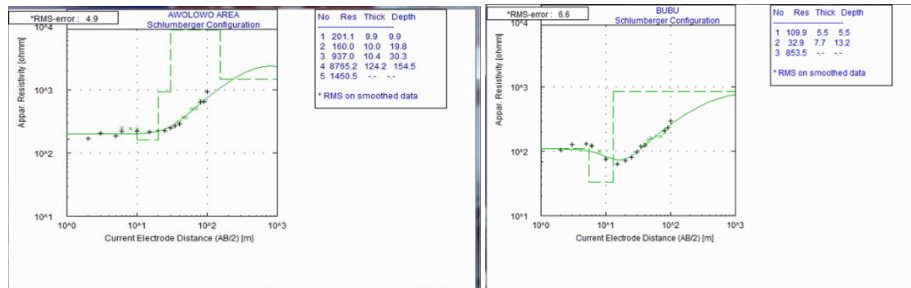 *RMS-error : 4.9
AWOLOWO AREA
Schlumberger Configuration
Appar. Resistivity [ohmm]
10^4
10^3
10^2
10^1
10^0 10^1 10^2 10^3
Current Electrode Distance (AB/2) [m]
No Res Thick Depth
1 201.1 9.9 9.9
2 160.0 10.0 19.8
3 937.0 10.4 30.3
4 8765.2 124.2 154.5
5 1450.5 -.- -.-
* RMS on smoothed data
*RMS-error : 6.6
BUBU
Schlumberger Configuration
Appar. Resistivity [ohmm]
10^4
10^3
10^2
10^1
10^0 10^1 10^2 10^3
Current Electrode Distance (AB/2) [m]
No Res Thick Depth
1 109.9 5.5 5.5
2 32.9 7.7 13.2
3 853.5 -.- -.-
* RMS on smoothed data